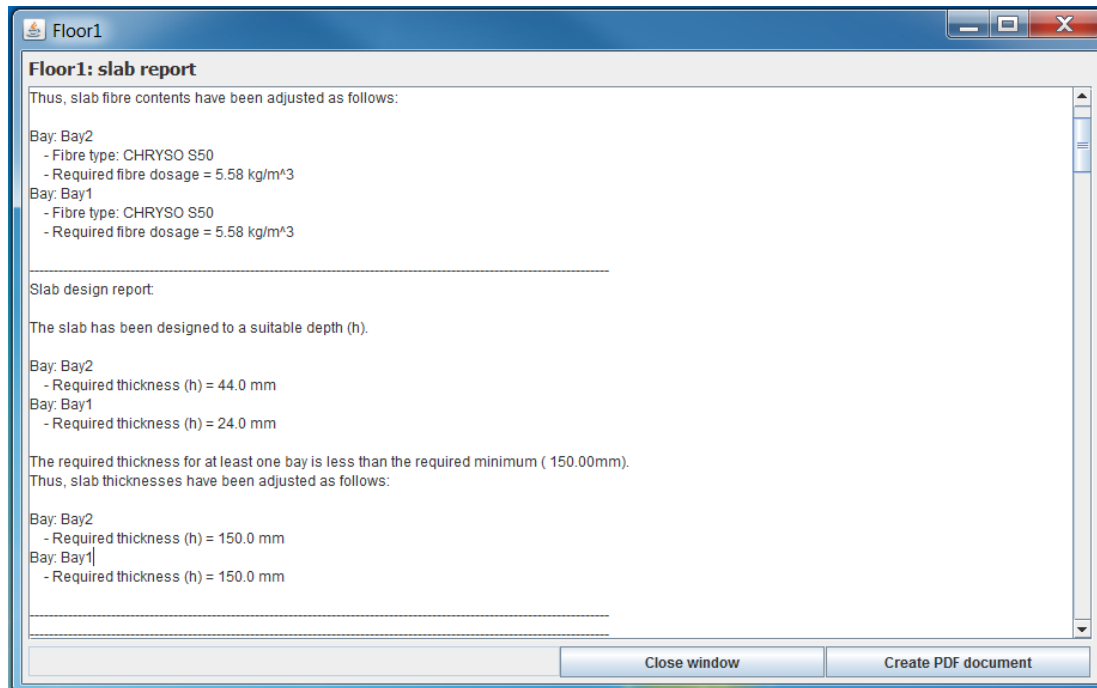 Floor1
Floor1: slab report
Thus, slab fibre contents have been adjusted as follows:
Bay: Bay2
- Fibre type: CHRYSO S50
- Required fibre dosage = 5.58 kg/m^3
Bay: Bay1
- Fibre type: CHRYSO S50
- Required fibre dosage = 5.58 kg/m^3
Slab design report:
The slab has been designed to a suitable depth (h).
Bay: Bay2
- Required thickness (h) = 44.0 mm
Bay: Bay1
- Required thickness (h) = 24.0 mm
The required thickness for at least one bay is less than the required minimum ( 150.00mm).
Thus, slab thicknesses have been adjusted as follows:
Bay: Bay2
- Required thickness (h) = 150.0 mm
Bay: Bay1
- Required thickness (h) = 150.0 mm
Close window
Create PDF document